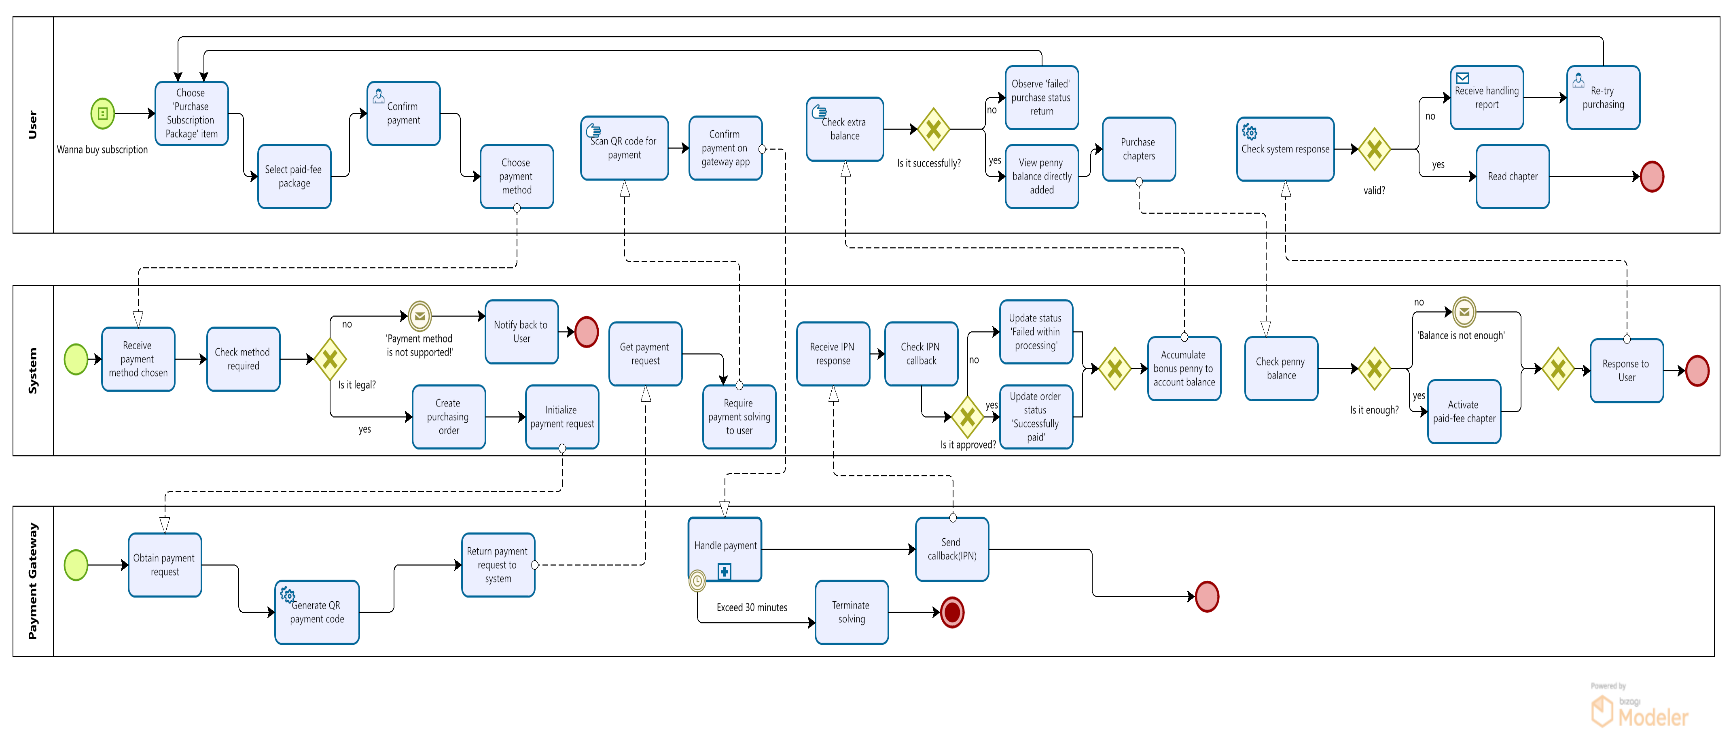 User
Wanna buy subscription
Choose
'Purchase
Subscription
Package' item
Select paid-fee
package
Confirm
payment
Choose
payment
method
Scan QR code for
payment
Confirm
payment on
gateway app
Check extra
balance
Is it successfully?
no
yes
Observe 'failed'
purchase status
return
View penny
balance directly
added
Purchase
chapters
Check system response
valid?
no
yes
Receive handling
report
Re-try
purchasing
Read chapter
System
Receive
payment
method chosen
Check method
required
Is it legal?
no
yes
'Payment method
is not supported!'
Notify back to
User
Create
purchasing
order
Initialize
payment request
Get payment
request
Require
payment solving
to user
Receive IPN
response
Check IPN
callback
Is it approved?
no
yes
Update status
'Failed within
processing'
Update order
status
'Successfully
paid'
Accumulate
bonus penny to
account balance
Check penny
balance
Is it enough?
no
yes
'Balance is not enough'
Activate
paid-fee chapter
Response to
User
Payment Gateway
Obtain payment
request
Generate QR
payment code
Return payment
request to
system
Handle payment
Exceed 30 minutes
Terminate
solving
Send
callback(IPN)
Powered by
bizagi
Modeler